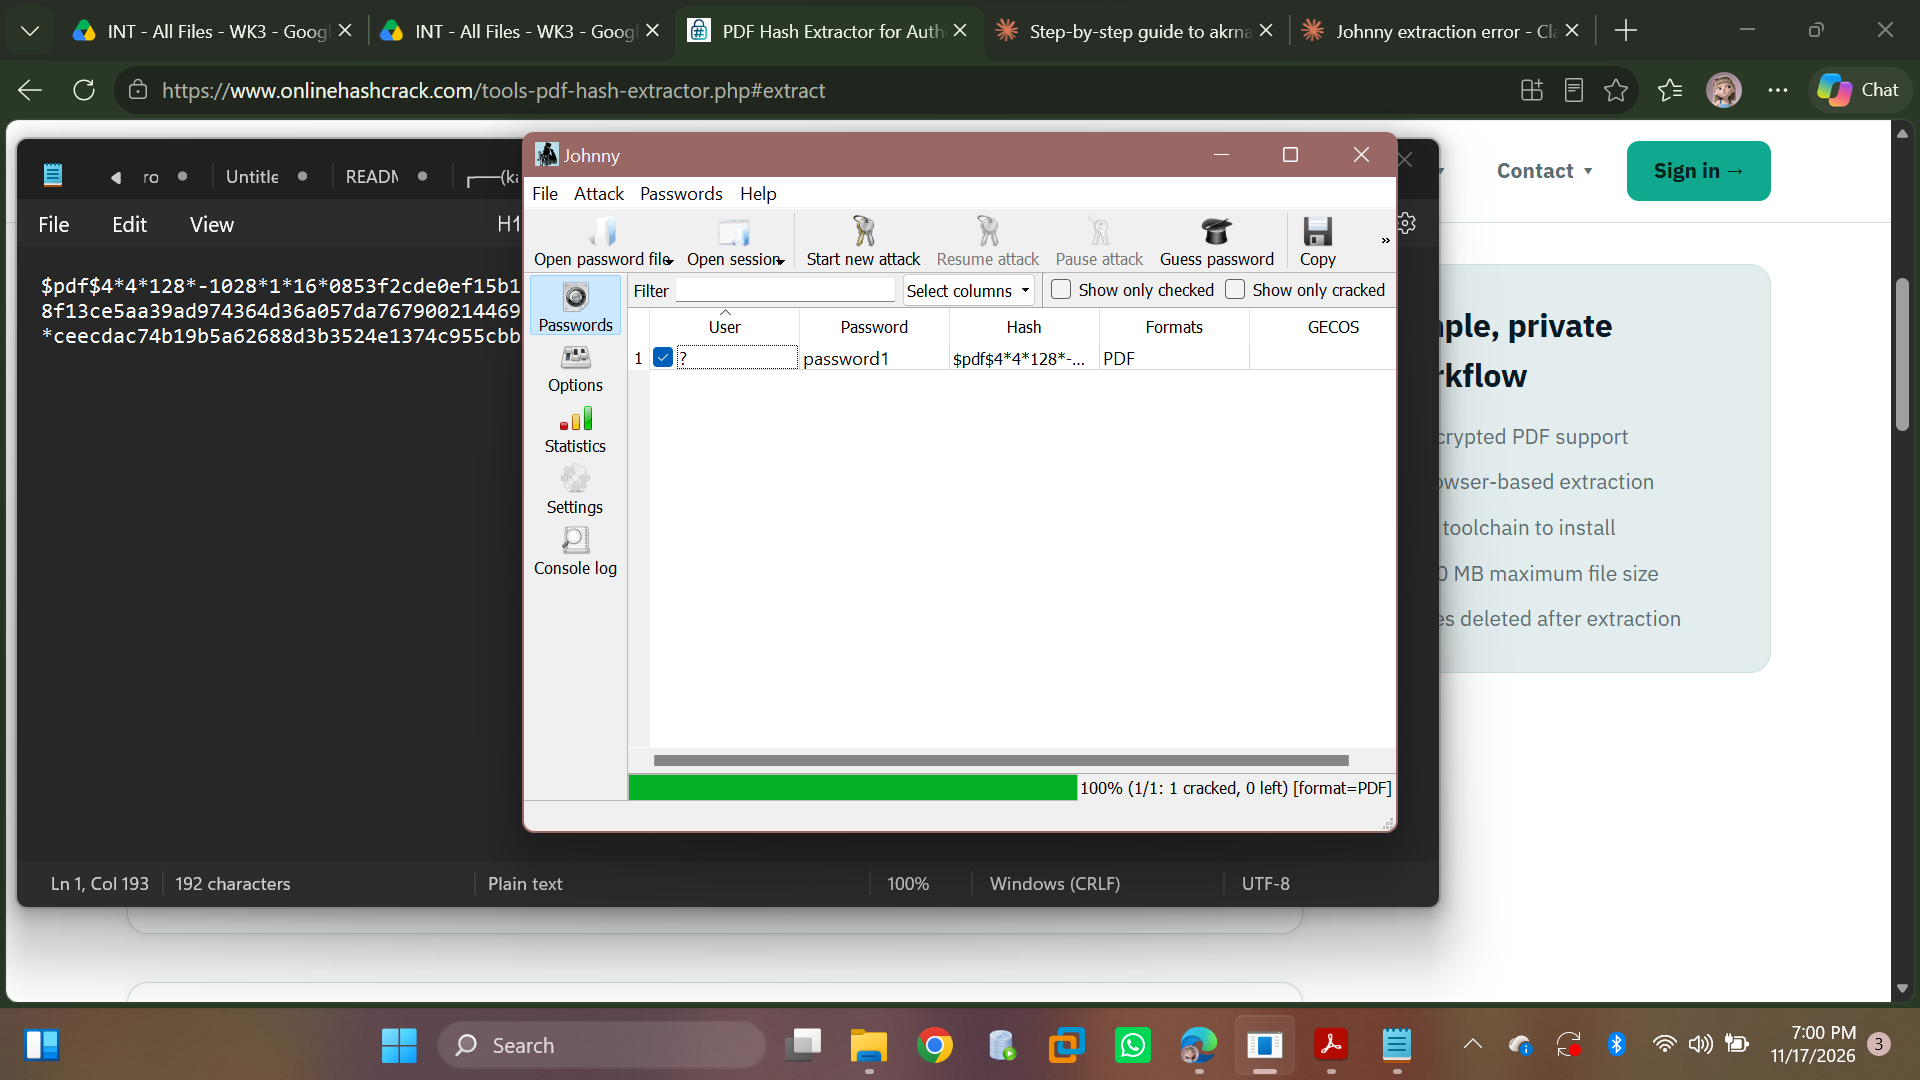 INT - All Files - WK3 - Googl
INT - All Files - WK3 - Googl
PDF Hash Extractor for Auth
Step-by-step guide to akrna
Johnny extraction error - Cla
https://www.onlinehashcrack.com/tools-pdf-hash-extractor.php#extract
Chat
Contact
Sign in →
ro
Untitle
READN
(ka
File
Edit
View
H1
$pdf$4*4*128*-1028*1*16*0853f2cde0ef15b1
8f13ce5aa39ad974364d36a057da767900214469
*ceecdac74b19b5a62688d3b3524e1374c955cbb
Johnny
File
Attack
Passwords
Help
Open password file
Open session
Start new attack
Resume attack
Pause attack
Guess password
Copy
»
Passwords
Options
Statistics
Settings
Console log
Filter
Select columns
Show only checked
Show only cracked
User
Password
Hash
Formats
GECOS
1
?
password1
$pdf$4*4*128*-...
PDF
100% (1/1: 1 cracked, 0 left) [format=PDF]
ple, private
rkflow
crypted PDF support
owser-based extraction
toolchain to install
0 MB maximum file size
es deleted after extraction
Ln 1, Col 193
192 characters
Plain text
100%
Windows (CRLF)
UTF-8
Search
7:00 PM
11/17/2026
3